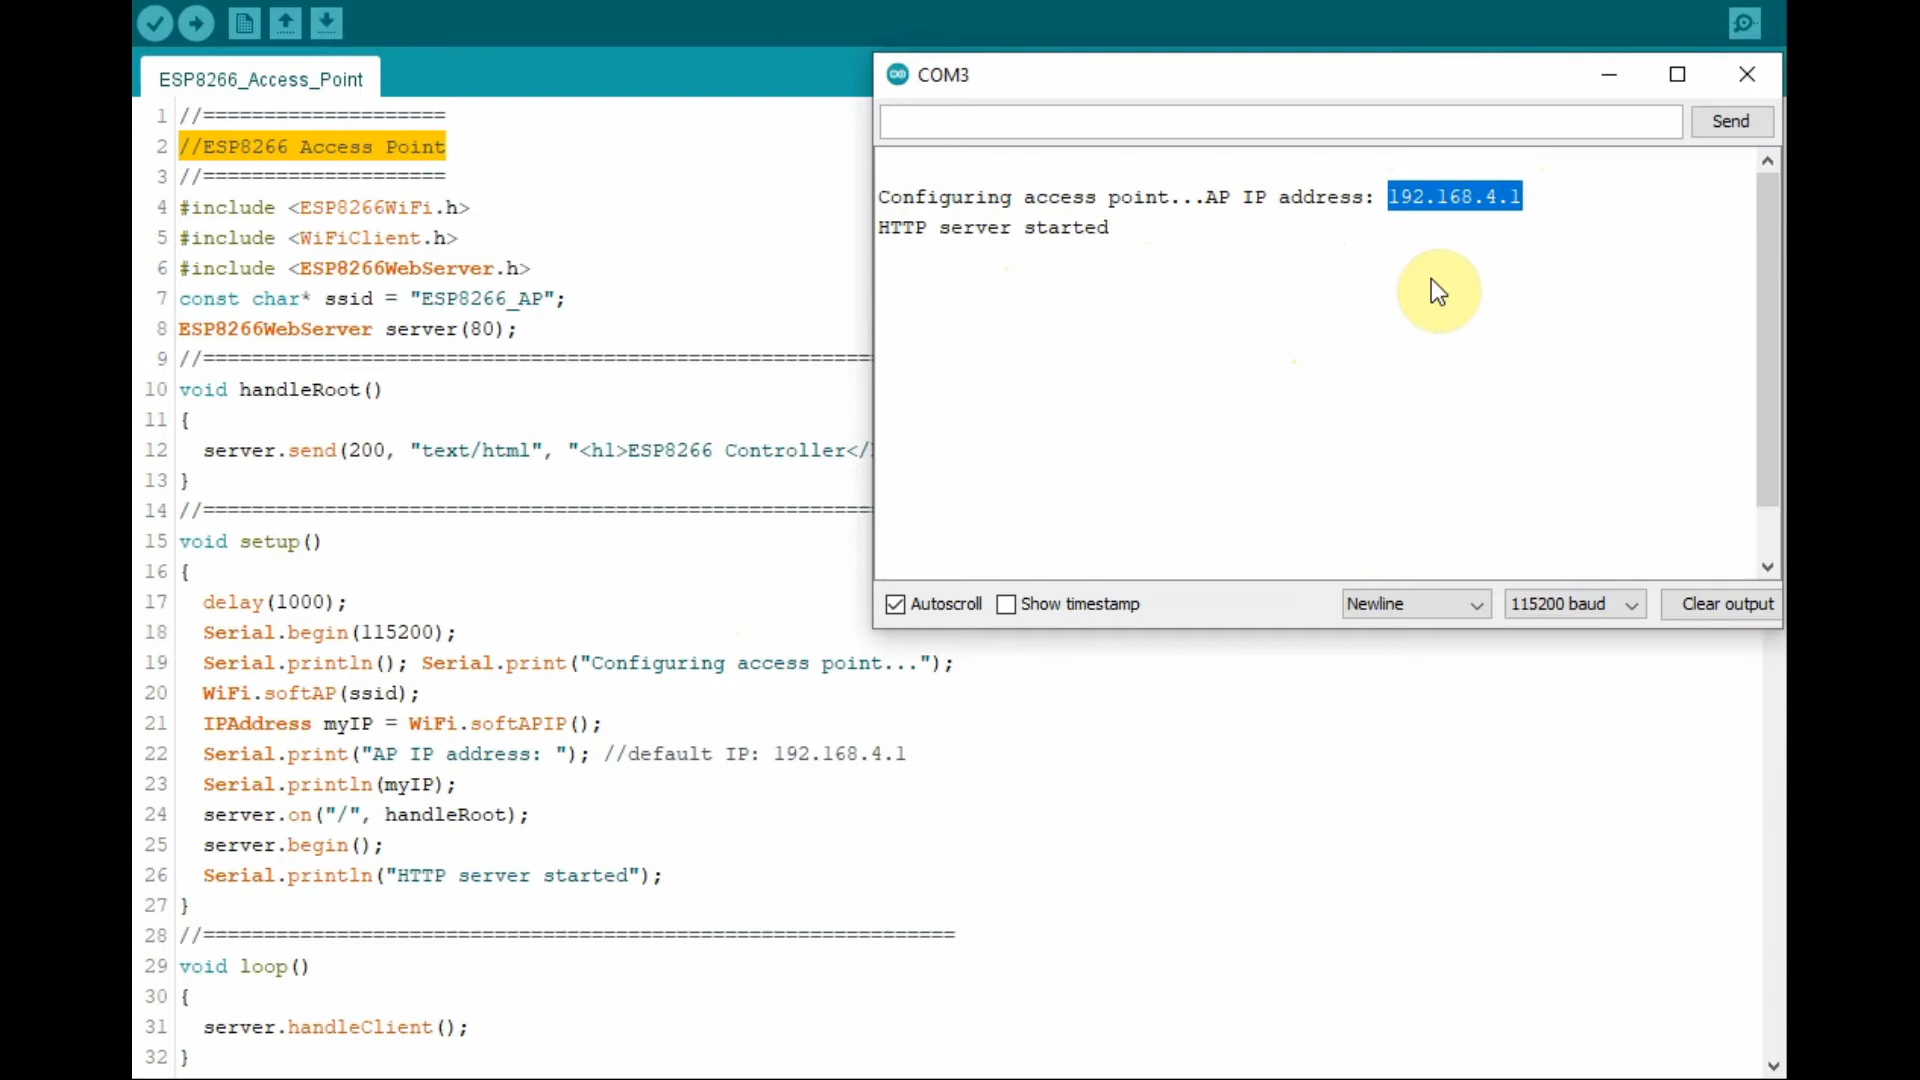 ESP8266_Access_Point
1 //====================
2 //ESP8266 Access Point
3 //====================
4 #include <ESP8266WiFi.h>
5 #include <WiFiClient.h>
6 #include <ESP8266WebServer.h>
7 const char* ssid = "ESP8266_AP";
8 ESP8266WebServer server(80);
9 //=======================================================
10 void handleRoot()
11 {
12   server.send(200, "text/html", "<h1>ESP8266 Controller</
13 }
14 //=======================================================
15 void setup()
16 {
17   delay(1000);
18   Serial.begin(115200);
19   Serial.println(); Serial.print("Configuring access point...");
20   WiFi.softAP(ssid);
21   IPAddress myIP = WiFi.softAPIP();
22   Serial.print("AP IP address: "); //default IP: 192.168.4.1
23   Serial.println(myIP);
24   server.on("/", handleRoot);
25   server.begin();
26   Serial.println("HTTP server started");
27 }
28 //==============================================================
29 void loop()
30 {
31   server.handleClient();
32 }
COM3
Send
Configuring access point...AP IP address: 192.168.4.1
HTTP server started
Autoscroll Show timestamp Newline 115200 baud Clear output